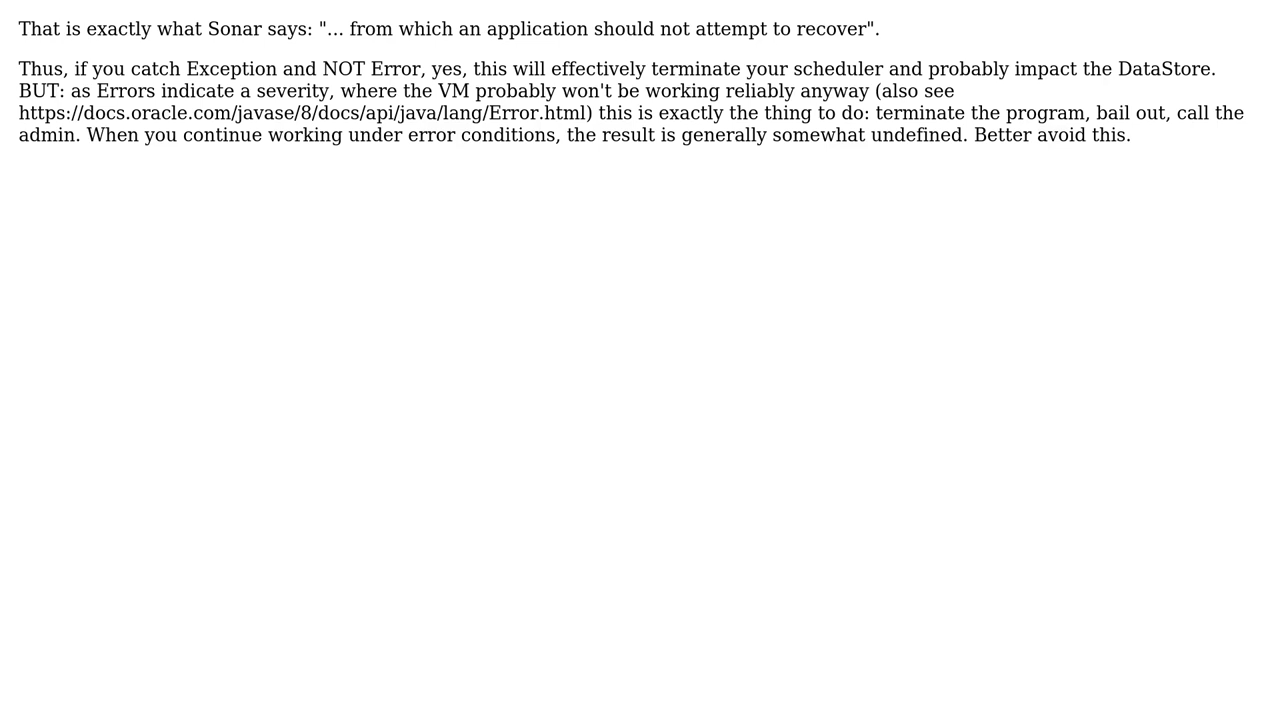 That is exactly what Sonar says: "... from which an application should not attempt to recover".
Thus, if you catch Exception and NOT Error, yes, this will effectively terminate your scheduler and probably impact the DataStore.
BUT: as Errors indicate a severity, where the VM probably won't be working reliably anyway (also see
https://docs.oracle.com/javase/8/docs/api/java/lang/Error.html) this is exactly the thing to do: terminate the program, bail out, call the
admin. When you continue working under error conditions, the result is generally somewhat undefined. Better avoid this.